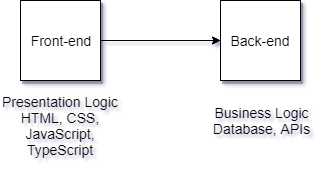 Front-end
Back-end
Presentation Logic
HTML, CSS,
JavaScript,
TypeScript
Business Logic
Database, APIs